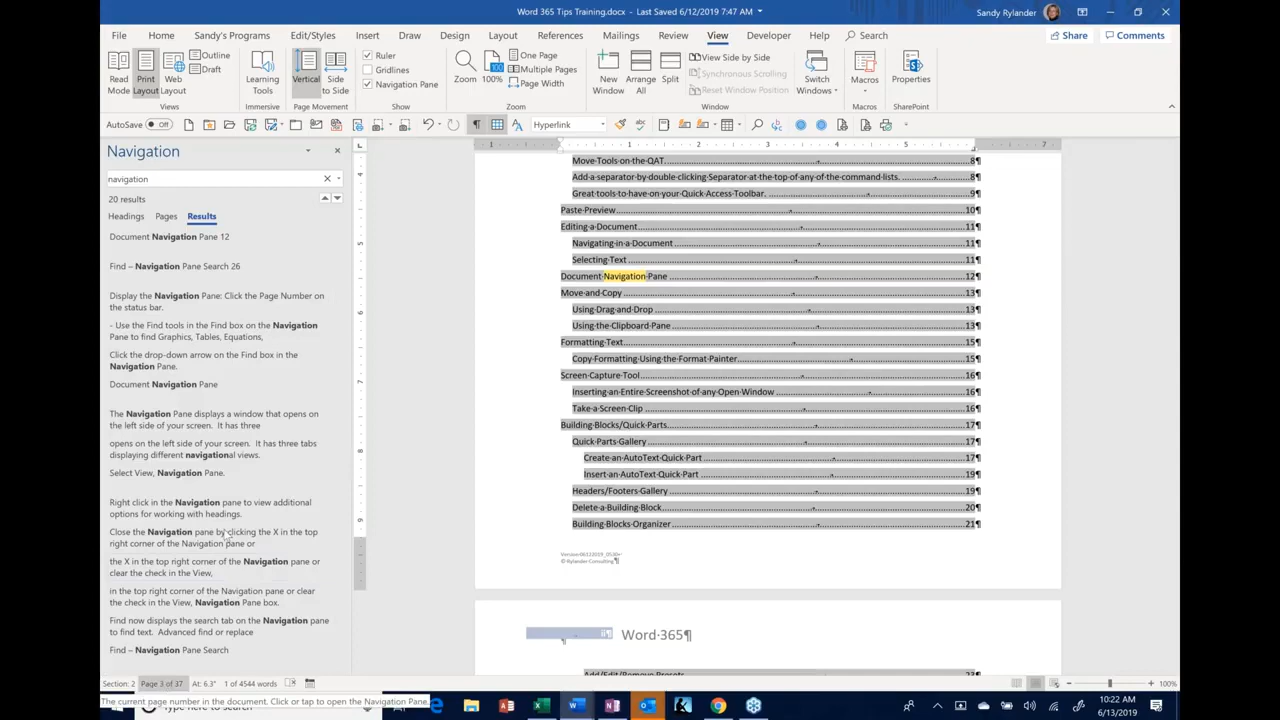 Word 365 Tips Training.docx - Last Saved 6/12/2019 7:47 AM
Sandy Rylander
File Home Sandy's Programs Insert Edit/Styles Draw Design Layout References Mailings Review View Developer Help Search Share Comments
Read Mode
Print Layout
Web Layout
Outline
Draft
Views
Learning Tools
Immersive
Vertical
Side to Side
Page Movement
Ruler
Gridlines
Navigation Pane
Show
Zoom
100%
One Page
Multiple Pages
Page Width
Zoom
New Window
Arrange All
Split
View Side by Side
Synchronous Scrolling
Reset Window Position
Window
Switch Windows
Macros
Macros
Properties
SharePoint
AutoSave Off
Hyperlink
Navigation
navigation
20 results
Headings Pages Results
Document Navigation Pane 12
Find – Navigation Pane Search 26
Display the Navigation Pane: Click the Page Number on
the status bar.
- Use the Find tools in the Find box on the Navigation
Pane to find Graphics, Tables, Equations,
Click the drop-down arrow on the Find box in the
Navigation Pane.
Document Navigation Pane
The Navigation Pane displays a window that opens on
the left side of your screen. It has three
opens on the left side of your screen. It has three tabs
displaying different navigational views.
Select View, Navigation Pane.
Right click in the Navigation pane to view additional
options for working with headings.
Close the Navigation pane by clicking the X in the top
right corner of the Navigation pane or
the X in the top right corner of the Navigation pane or
clear the check in the View,
in the top right corner of the Navigation pane or clear
the check in the View, Navigation Pane box.
Find now displays the search tab on the Navigation pane
to find text. Advanced find or replace
Find – Navigation Pane Search
1 1 2 3 4 5 7
4
5
6
7
8
9
Move·Tools·on·the·QAT 8¶
Add·a·separator·by·double·clicking·Separator·at·the·top·of·any·of·the·command·lists. 8¶
Great·tools·to·have·on·your·Quick·Access·Toolbar. 9¶
Paste·Preview 10¶
Editing·a·Document 11¶
Navigating·in·a·Document 11¶
Selecting·Text 11¶
Document·Navigation·Pane 12¶
Move·and·Copy 13¶
Using·Drag·and·Drop 13¶
Using·the·Clipboard·Pane 13¶
Formatting·Text 15¶
Copy·Formatting·Using·the·Format·Painter 15¶
Screen·Capture·Tool 16¶
Inserting·an·Entire·Screenshot·of·any·Open·Window 16¶
Take·a·Screen·Clip 16¶
Building·Blocks/Quick·Parts 17¶
Quick·Parts·Gallery 17¶
Create·an·AutoText·Quick·Part 17¶
Insert·an·AutoText·Quick·Part 19¶
Headers/Footers·Gallery 19¶
Delete·a·Building·Block 20¶
Building·Blocks·Organizer 21¶
© Rylander Consulting¶
Word·365¶
Section: 2 Page 3 of 37 At: 6.3" 1 of 4544 words 100%
The current page number in the document. Click or tap to open the Navigation Pane.
Type here to search
10:22 AM
6/13/2019